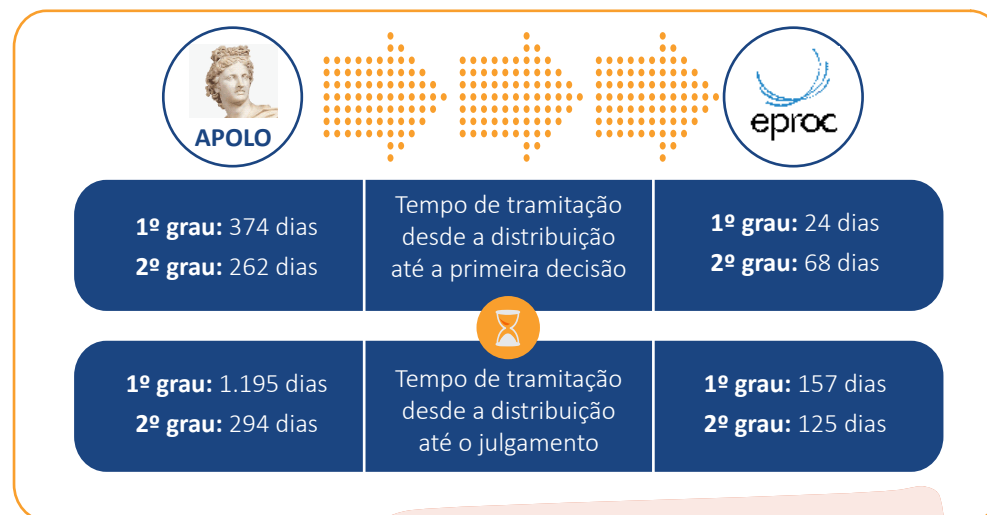 APOLO
eproc
1º grau: 374 dias
2º grau: 262 dias
Tempo de tramitação
desde a distribuição
até a primeira decisão
1º grau: 24 dias
2º grau: 68 dias
1º grau: 1.195 dias
2º grau: 294 dias
Tempo de tramitação
desde a distribuição
até o julgamento
1º grau: 157 dias
2º grau: 125 dias